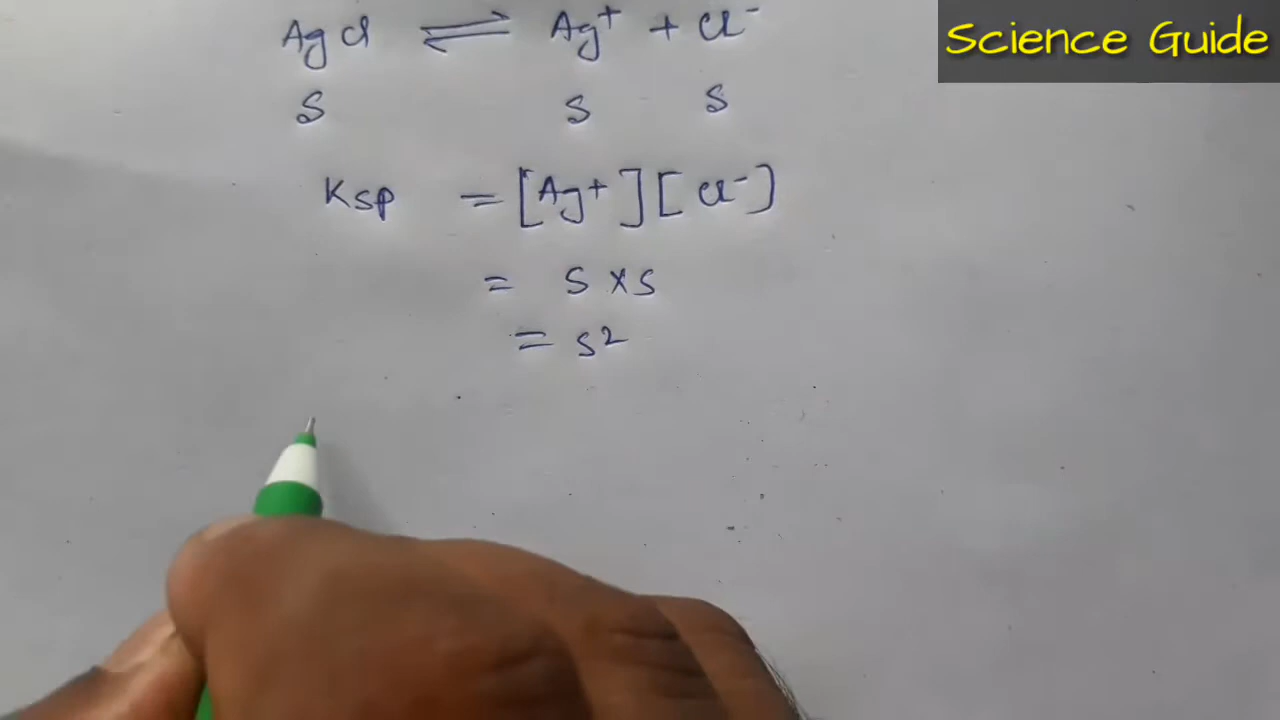 Science Guide
AgCl ⇌ Ag⁺ + Cl⁻
S S S
Ksp = [Ag⁺][Cl⁻]
= S × S
= S²